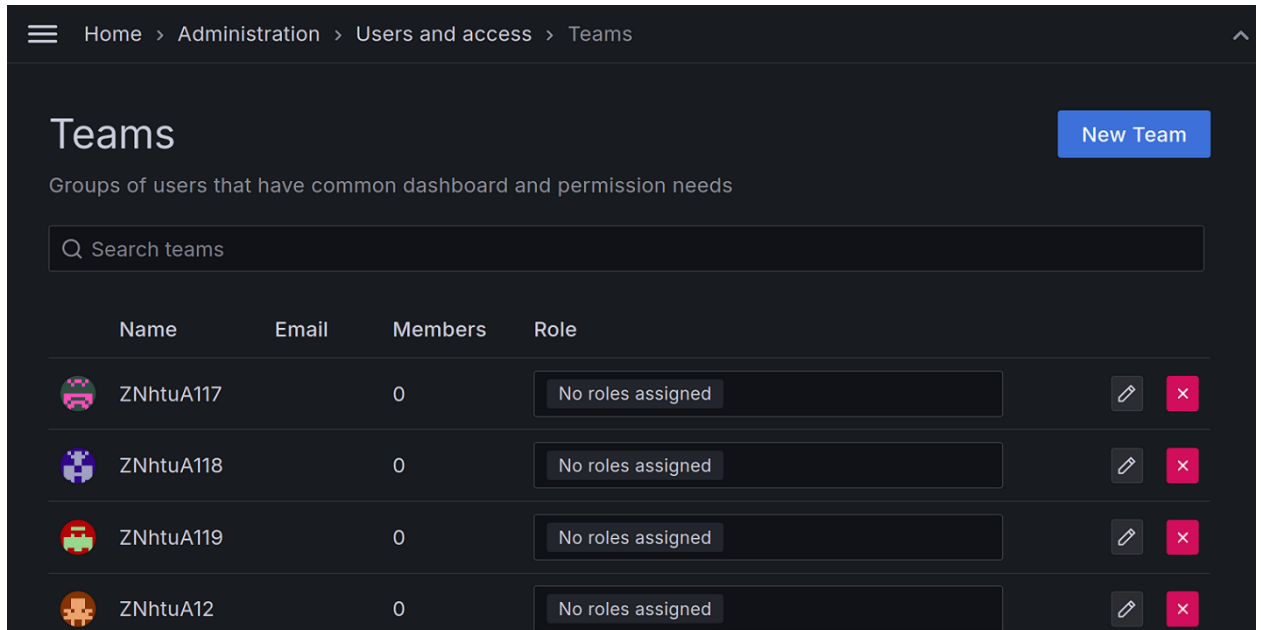 Home › Administration › Users and access › Teams
Teams
New Team
Groups of users that have common dashboard and permission needs
Search teams
Name Email Members Role
ZNhtuA117 0 No roles assigned
ZNhtuA118 0 No roles assigned
ZNhtuA119 0 No roles assigned
ZNhtuA12 0 No roles assigned